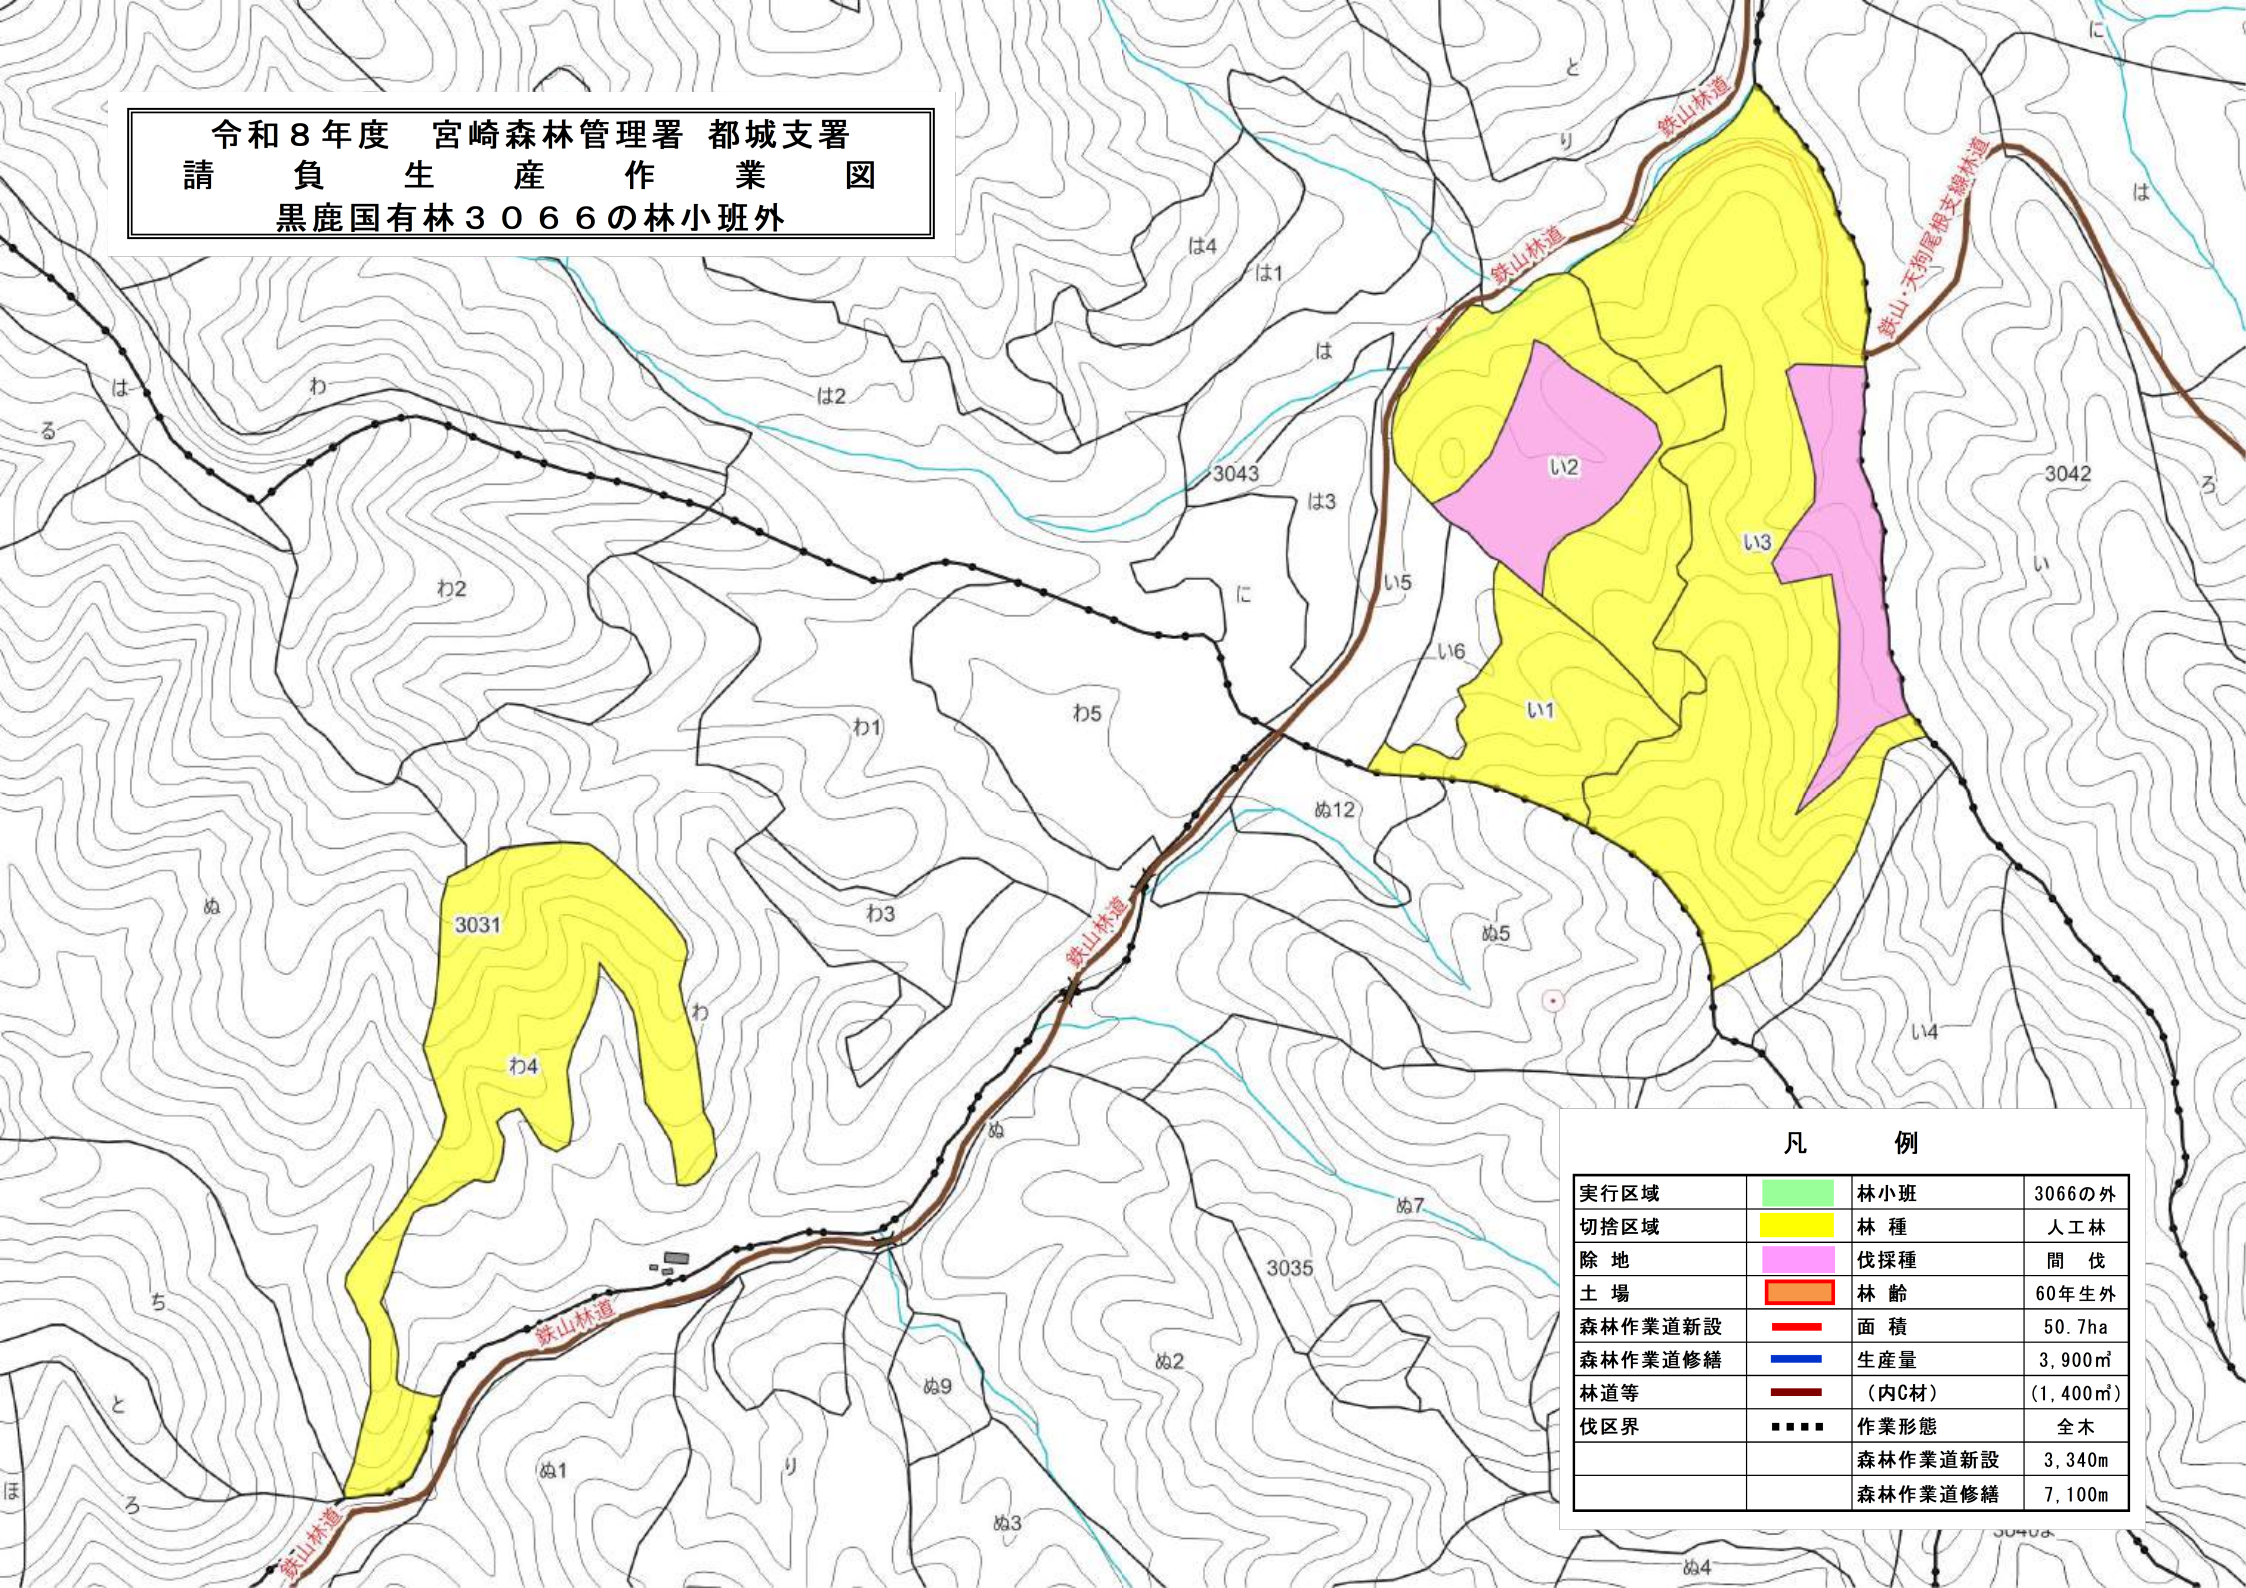 令和８年度　宮崎森林管理署 都城支署
請負生産作業図
黒鹿国有林３０６６の林小班外
に
と
鉄山林道
り
鉄山・天狗尾根支線林道
は
は4
鉄山林道
は1
は
は
わ
は2
る
い2
3043
3042
ろ
は3
い3
い
い5
わ2
に
い6
い1
わ5
わ1
ぬ12
ぬ
わ3
3031
鉄山林道
ぬ5
わ
い4
わ4
ぬ
ぬ7
3035
ち
鉄山林道
ぬ2
ぬ9
と
ぬ1
り
ほ
ろ
ぬ3
鉄山林道
ぬ4
凡例
実行区域 林小班 3066の外
切捨区域 林種 人工林
除地 伐採種 間伐
土場 林齢 60年生外
森林作業道新設 面積 50.7ha
森林作業道修繕 生産量 3,900㎥
林道等 （内C材） (1,400㎥)
伐区界 作業形態 全木
森林作業道新設 3,340m
森林作業道修繕 7,100m